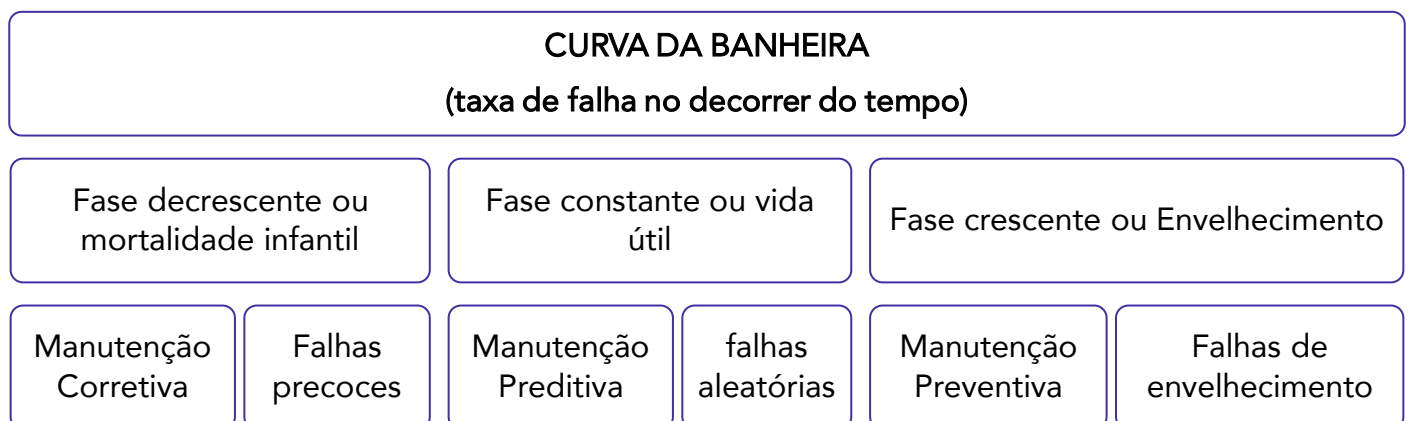 CURVA DA BANHEIRA
(taxa de falha no decorrer do tempo)
Fase decrescente ou
mortalidade infantil
Fase constante ou vida
útil
Fase crescente ou Envelhecimento
Manutenção
Corretiva
Falhas
precoces
Manutenção
Preditiva
falhas
aleatórias
Manutenção
Preventiva
Falhas de
envelhecimento